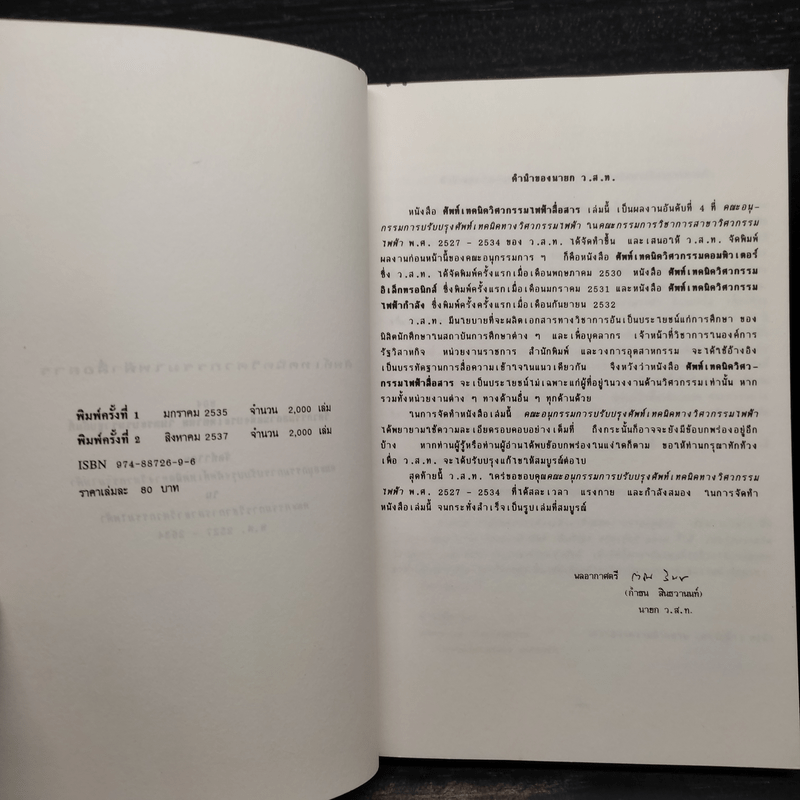 พิมพ์ครั้งที่ 1 มกราคม 2535 จำนวน 2,000 เล่ม
พิมพ์ครั้งที่ 2 สิงหาคม 2537 จำนวน 2,000 เล่ม
ISBN 974-88726-9-6
ราคาเล่มละ 80 บาท
คำนำของนายก ว.ส.ท.
หนังสือ ศัพท์เทคนิควิศวกรรมไฟฟ้าสื่อสาร เล่มนี้ เป็นผลงานอันดับที่ 4 ที่ คณะอนุ-
กรรมการปรับปรุงศัพท์เทคนิคทางวิศวกรรมไฟฟ้า ในคณะกรรมการวิชาการสาขาวิศวกรรม
ไฟฟ้า พ.ศ. 2527 - 2534 ของ ว.ส.ท. ได้จัดทำขึ้น และเสนอให้ ว.ส.ท. จัดพิมพ์
ผลงานก่อนหน้านี้ของคณะอนุกรรมการ ๆ ก็คือหนังสือ ศัพท์เทคนิควิศวกรรมคอมพิวเตอร์
ซึ่ง ว.ส.ท. ได้จัดพิมพ์ครั้งแรกเมื่อเดือนพฤษภาคม 2530 หนังสือ ศัพท์เทคนิควิศวกรรม
อิเล็กทรอนิกส์ ซึ่งพิมพ์ครั้งแรกเมื่อเดือนมกราคม 2531 และหนังสือ ศัพท์เทคนิควิศวกรรม
ไฟฟ้ากำลัง ซึ่งพิมพ์ครั้งครั้งแรกเมื่อเดือนกันยายน 2532
ว.ส.ท. มีนโยบายที่จะผลิตเอกสารทางวิชาการอันเป็นประโยชน์แก่การศึกษา ของ
นิสิตนักศึกษาในสถาบันการศึกษาต่าง ๆ และเพื่อบุคลากร เจ้าหน้าที่วิชาการในองค์การ
รัฐวิสาหกิจ หน่วยงานราชการ สำนักพิมพ์ และวงการอุตสาหกรรม จะได้ใช้อ้างอิง
เป็นบรรทัดฐานการสื่อความเข้าใจในแนวเดียวกัน จึงหวังว่าหนังสือ ศัพท์เทคนิควิศว-
กรรมไฟฟ้าสื่อสาร จะเป็นประโยชน์ไม่เฉพาะแก่ผู้ที่อยู่ในวงงานด้านวิศวกรรมเท่านั้น หาก
รวมทั้งหน่วยงานต่าง ๆ ทางด้านอื่น ๆ ทุกด้านด้วย
ในการจัดทำหนังสือเล่มนี้ คณะอนุกรรมการปรับปรุงศัพท์เทคนิคทางวิศวกรรมไฟฟ้า
ได้พยายามใช้ความละเอียดรอบคอบอย่างเต็มที่ ถึงกระนั้นก็อาจจะยังมีข้อบกพร่องอยู่อีก
บ้าง หากท่านผู้รู้หรือท่านผู้อ่านได้พบข้อบกพร่องในแง่ใดก็ตาม ขอให้ท่านกรุณาทักท้วง
เพื่อ ว.ส.ท. จะได้ปรับปรุงแก้ไขให้สมบูรณ์ต่อไป
สุดท้ายนี้ ว.ส.ท. ใคร่ขอขอบคุณคณะอนุกรรมการปรับปรุงศัพท์เทคนิคทางวิศวกรรม
ไฟฟ้า พ.ศ. 2527 - 2534 ที่ได้สละเวลา แรงกาย และกำลังสมอง ในการจัดทำ
หนังสือเล่มนี้ จนกระทั่งสำเร็จเป็นรูปเล่มที่สมบูรณ์
พลอากาศตรี
(กำธน สินธวานนท์)
นายก ว.ส.ท.